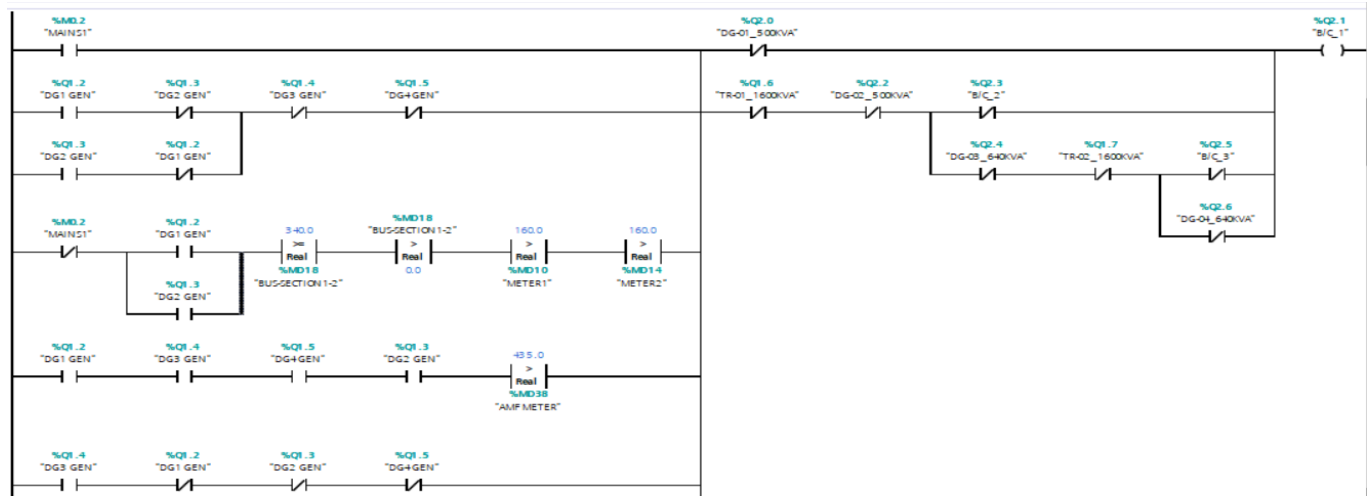 %M0.2
"MAINS1"
%Q2.0
"DG-01_500KVA"
%Q2.1
"B/C_1"
%Q1.2
"DG1 GEN"
%Q1.3
"DG2 GEN"
%Q1.4
"DG3 GEN"
%Q1.5
"DG4GEN"
%Q1.6
"TR-01_1600KVA"
%Q2.2
"DG-02_500KVA"
%Q2.3
"B/C_2"
%Q1.3
"DG2 GEN"
%Q1.2
"DG1 GEN"
%Q2.4
"DG-03_640KVA"
%Q1.7
"TR-02_1600KVA"
%Q2.5
"B/C_3"
%Q2.6
"DG-04_640KVA"
%M0.2
"MAINS1"
%Q1.2
"DG1 GEN"
340.0
>=
Real
%MD18
"BUS-SECTION1-2"
%MD18
"BUS-SECTION1-2"
>
Real
0.0
160.0
>
Real
%MD10
"METER1"
160.0
>
Real
%MD14
"METER2"
%Q1.3
"DG2 GEN"
%Q1.2
"DG1 GEN"
%Q1.4
"DG3 GEN"
%Q1.5
"DG4GEN"
%Q1.3
"DG2 GEN"
435.0
>
Real
%MD38
"AMF METER"
%Q1.4
"DG3 GEN"
%Q1.2
"DG1 GEN"
%Q1.3
"DG2 GEN"
%Q1.5
"DG4GEN"